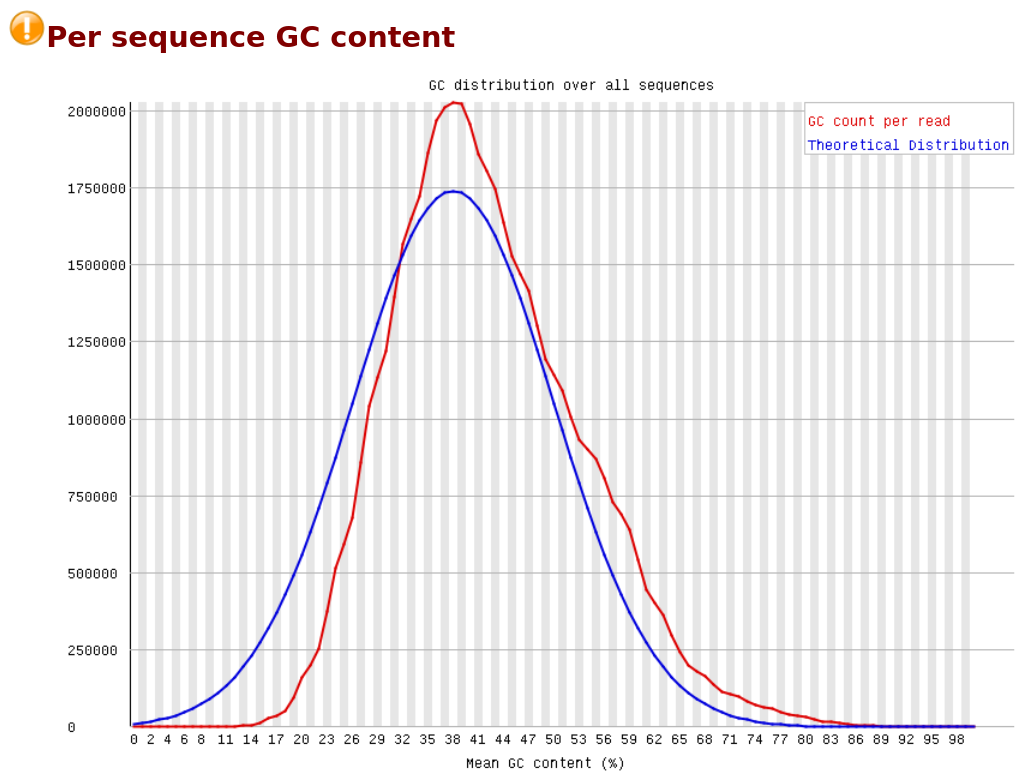 ! Per sequence GC content
GC distribution over all sequences
GC count per read
Theoretical Distribution
2000000
1750000
1500000
1250000
1000000
750000
500000
250000
0
0 2 4 6 8 11 14 17 20 23 26 29 32 35 38 41 44 47 50 53 56 59 62 65 68 71 74 77 80 83 86 89 92 95 98
Mean GC content (%)